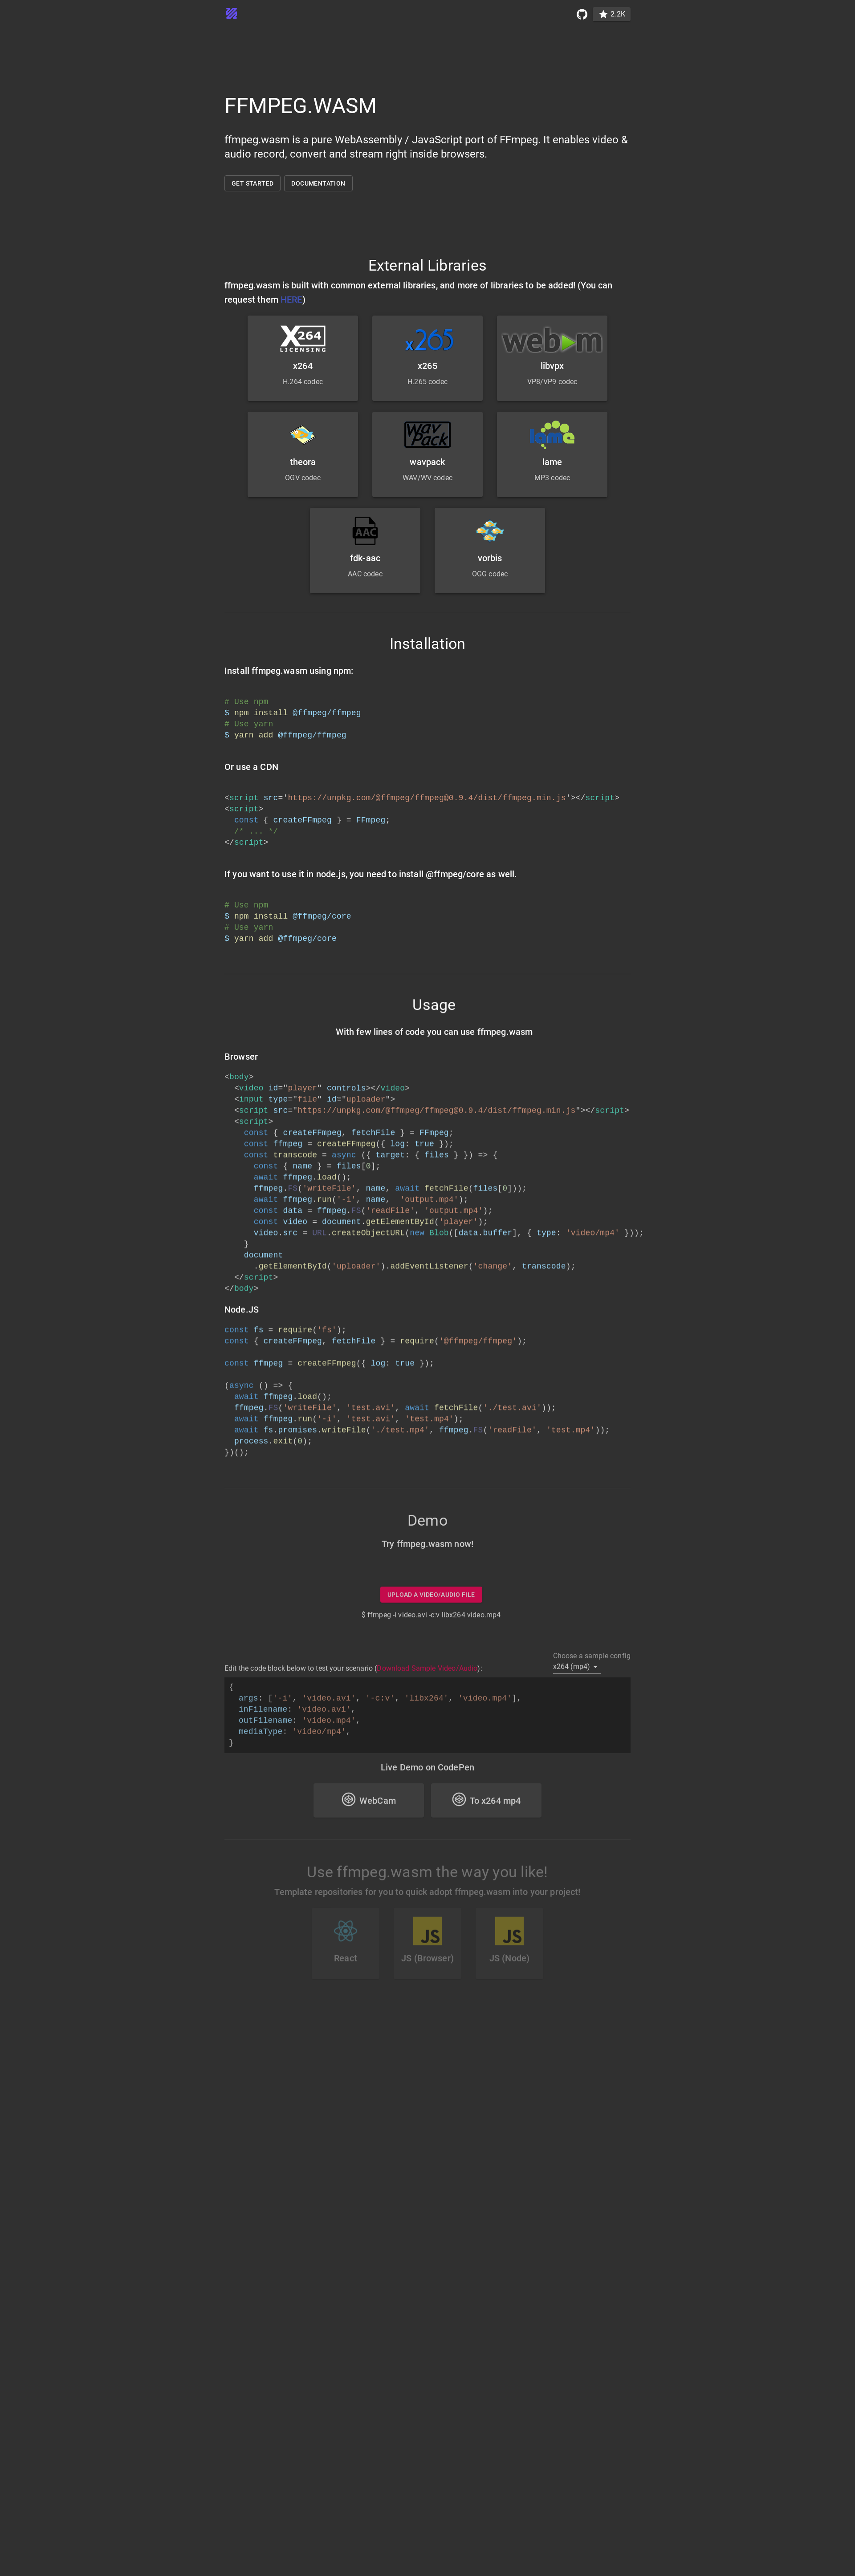 2.2K
FFMPEG.WASM
ffmpeg.wasm is a pure WebAssembly / JavaScript port of FFmpeg. It enables video &
audio record, convert and stream right inside browsers.
GET STARTED DOCUMENTATION
External Libraries
ffmpeg.wasm is built with common external libraries, and more of libraries to be added! (You can
request them HERE)
X264 LICENSING x265 webm
x264 x265 libvpx
H.264 codec H.265 codec VP8/VP9 codec
Wav Pack lame
theora wavpack lame
OGV codec WAV/WV codec MP3 codec
AAC
fdk-aac vorbis
AAC codec OGG codec
Installation
Install ffmpeg.wasm using npm:
# Use npm
$ npm install @ffmpeg/ffmpeg
# Use yarn
$ yarn add @ffmpeg/ffmpeg
Or use a CDN
<script src='https://unpkg.com/@ffmpeg/ffmpeg@0.9.4/dist/ffmpeg.min.js'></script>
<script>
  const { createFFmpeg } = FFmpeg;
  /* ... */
</script>
If you want to use it in node.js, you need to install @ffmpeg/core as well.
# Use npm
$ npm install @ffmpeg/core
# Use yarn
$ yarn add @ffmpeg/core
Usage
With few lines of code you can use ffmpeg.wasm
Browser
<body>
  <video id="player" controls></video>
  <input type="file" id="uploader">
  <script src="https://unpkg.com/@ffmpeg/ffmpeg@0.9.4/dist/ffmpeg.min.js"></script>
  <script>
    const { createFFmpeg, fetchFile } = FFmpeg;
    const ffmpeg = createFFmpeg({ log: true });
    const transcode = async ({ target: { files } }) => {
      const { name } = files[0];
      await ffmpeg.load();
      ffmpeg.FS('writeFile', name, await fetchFile(files[0]));
      await ffmpeg.run('-i', name,  'output.mp4');
      const data = ffmpeg.FS('readFile', 'output.mp4');
      const video = document.getElementById('player');
      video.src = URL.createObjectURL(new Blob([data.buffer], { type: 'video/mp4' }));
    }
    document
      .getElementById('uploader').addEventListener('change', transcode);
  </script>
</body>
Node.JS
const fs = require('fs');
const { createFFmpeg, fetchFile } = require('@ffmpeg/ffmpeg');
const ffmpeg = createFFmpeg({ log: true });
(async () => {
  await ffmpeg.load();
  ffmpeg.FS('writeFile', 'test.avi', await fetchFile('./test.avi'));
  await ffmpeg.run('-i', 'test.avi', 'test.mp4');
  await fs.promises.writeFile('./test.mp4', ffmpeg.FS('readFile', 'test.mp4'));
  process.exit(0);
})();
Demo
Try ffmpeg.wasm now!
UPLOAD A VIDEO/AUDIO FILE
$ ffmpeg -i video.avi -c:v libx264 video.mp4
Choose a sample config
x264 (mp4)
Edit the code block below to test your scenario (Download Sample Video/Audio):
{
  args: ['-i', 'video.avi', '-c:v', 'libx264', 'video.mp4'],
  inFilename: 'video.avi',
  outFilename: 'video.mp4',
  mediaType: 'video/mp4',
}
Live Demo on CodePen
WebCam To x264 mp4
Use ffmpeg.wasm the way you like!
Template repositories for you to quick adopt ffmpeg.wasm into your project!
JS JS
React JS (Browser) JS (Node)